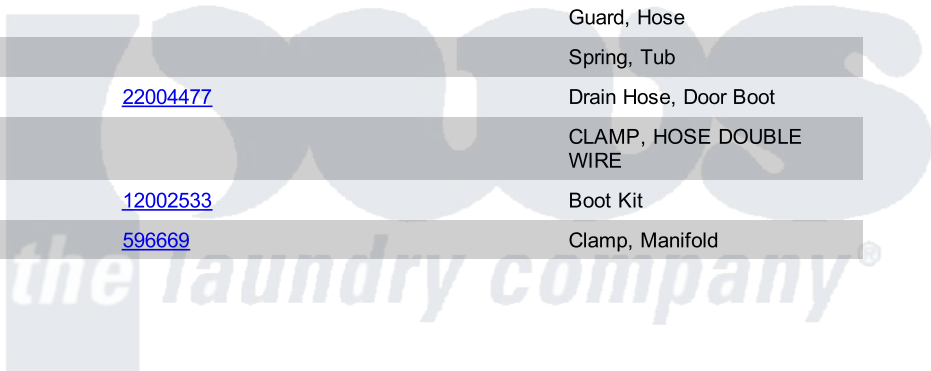 Guard, Hose
Spring, Tub
22004477 Drain Hose, Door Boot
CLAMP, HOSE DOUBLE
WIRE
12002533 Boot Kit
596669 Clamp, Manifold
the laundry company®